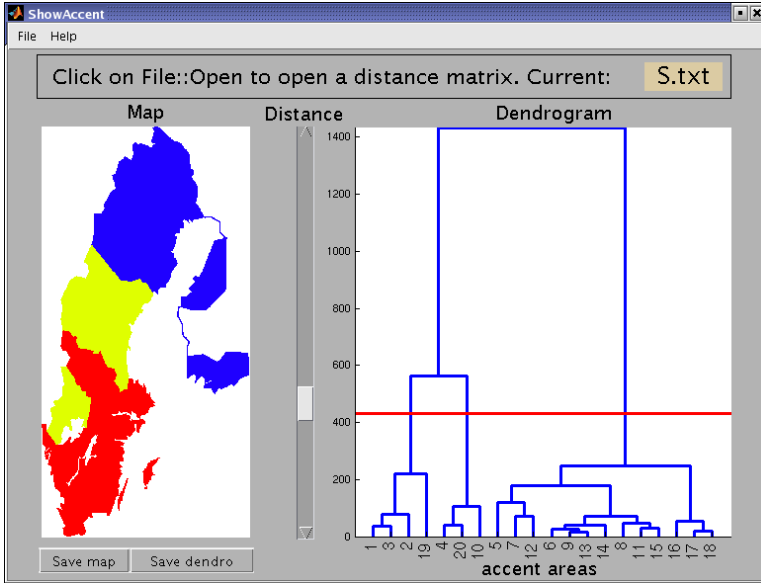 ShowAccent
File Help
Click on File::Open to open a distance matrix. Current: S.txt
Map Distance Dendrogram
1400
1200
1000
800
600
400
200
0
1 3 2 19 4 20 10 5 7 12 6 9 13 14 8 11 15 16 17 18
accent areas
Save map Save dendro